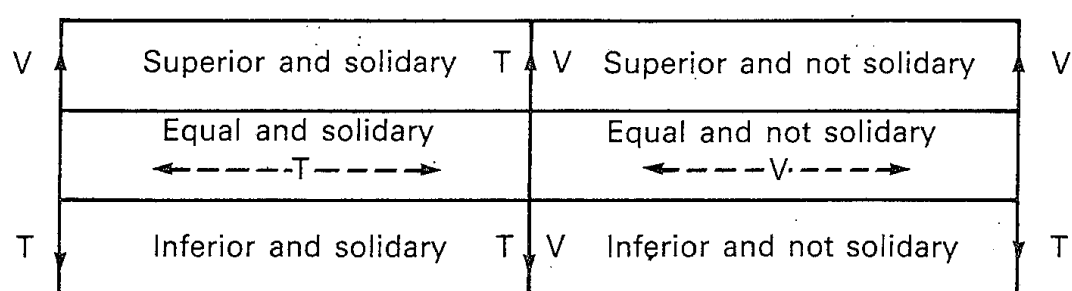 V Superior and solidary T V Superior and not solidary V
Equal and solidary Equal and not solidary
T V
T Inferior and solidary T V Inferior and not solidary T